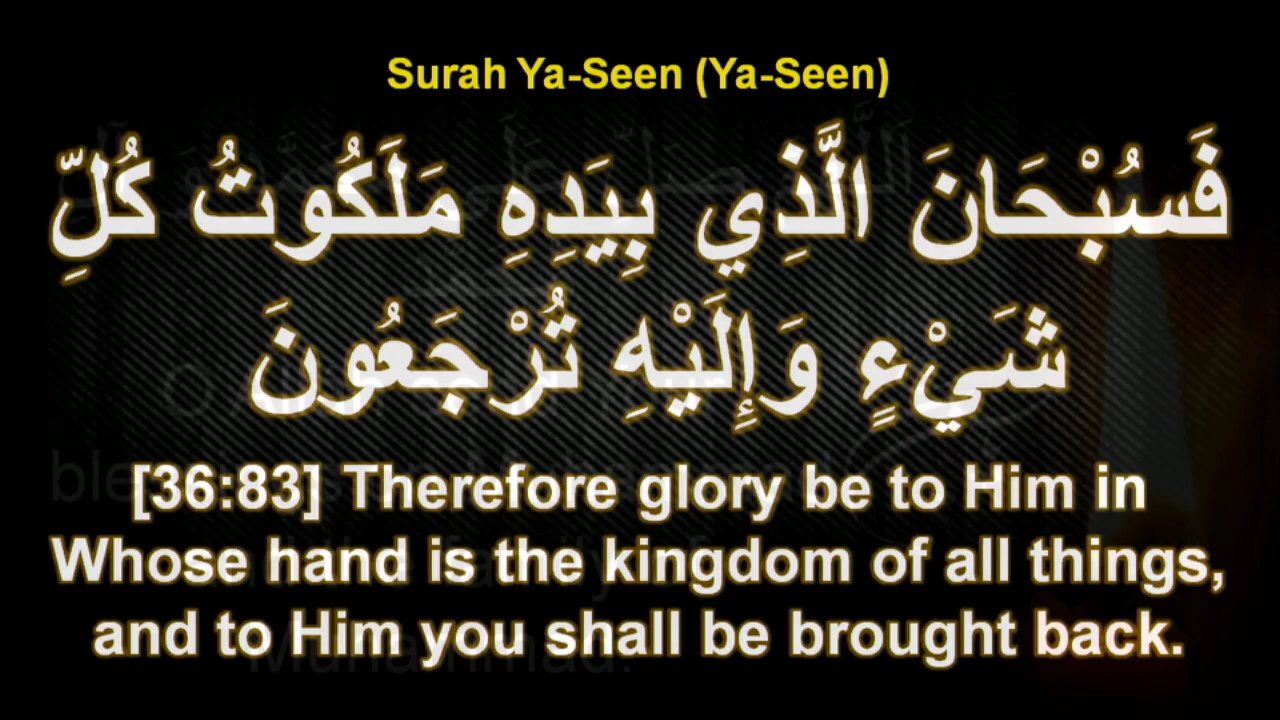 Surah Ya-Seen (Ya-Seen)
فَسُبْحَانَ الَّذِي بِيَدِهِ مَلَكُوتُ كُلِّ
شَيْءٍ وَإِلَيْهِ تُرْجَعُونَ
[36:83] Therefore glory be to Him in
Whose hand is the kingdom of all things,
and to Him you shall be brought back.